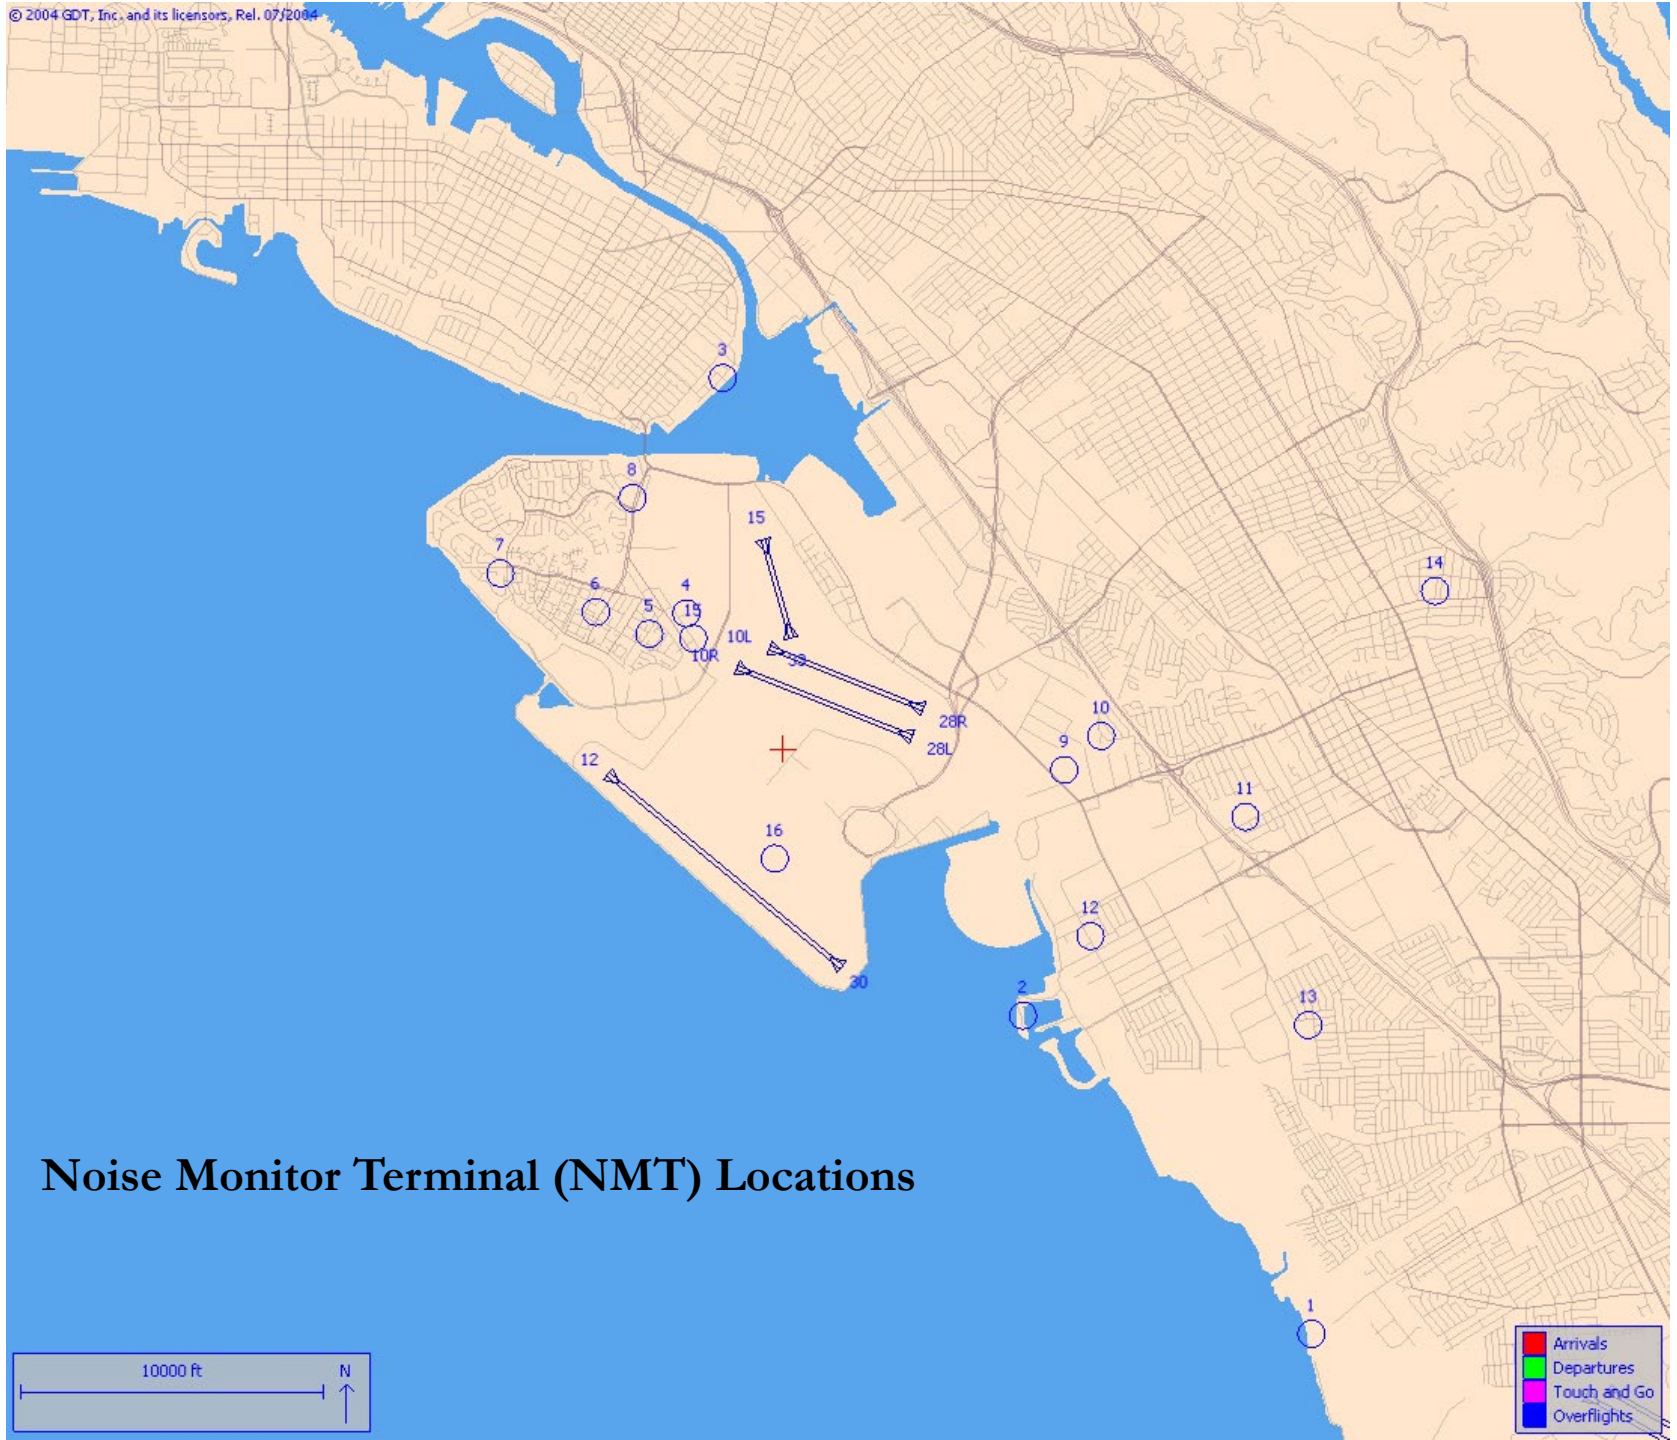 © 2004 GDT, Inc. and its licensors, Rel. 07/2004
3
8
15
7
6
4
5
15
10L
10R
33
14
28R
28L
10
9
12
11
16
12
30
2
13
Noise Monitor Terminal (NMT) Locations
1
10000 ft
N
Arrivals
Departures
Touch and Go
Overflights